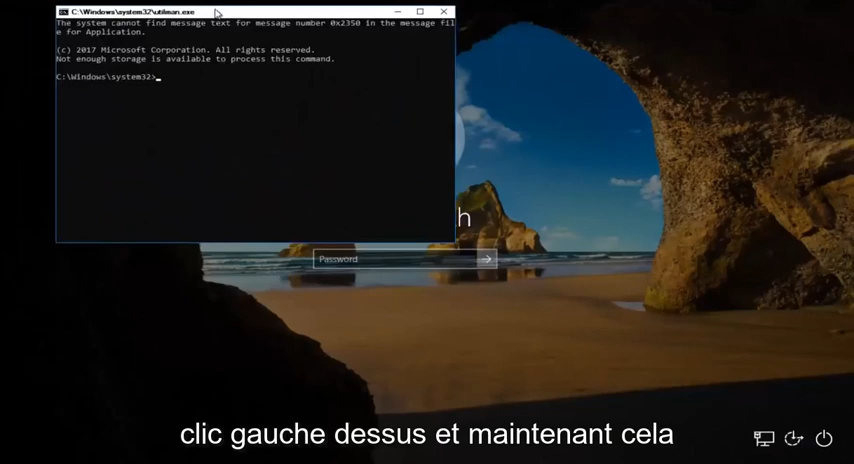 C:\Windows\system32\utilman.exe
The system cannot find message text for message number 0x2350 in the message fil
e for Application.
(c) 2017 Microsoft Corporation. All rights reserved.
Not enough storage is available to process this command.
C:\Windows\system32>
h
Password
clic gauche dessus et maintenant cela